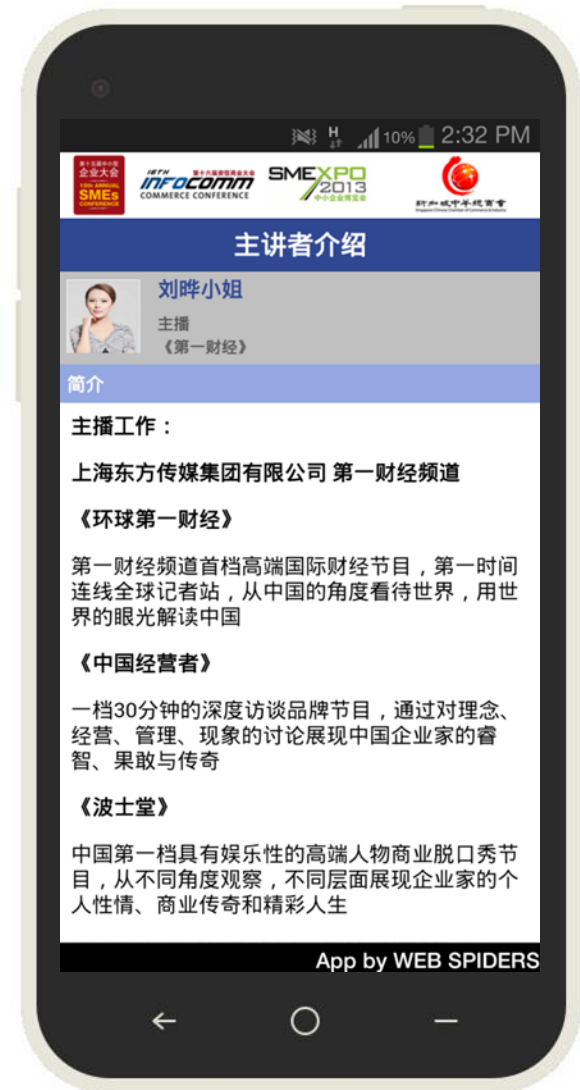 H 10% 2:32 PM
第十五届中小型
企业大会
15TH ANNUAL
SMEs
CONFERENCE
16TH 第十六届资讯商业大会
INFOCOMM
COMMERCE CONFERENCE
SMEXPO
2013
中小企业博览会
新加坡中华总商會
Singapore Chinese Chamber of Commerce & Industry
主讲者介绍
刘晔小姐
主播
《第一财经》
简介
主播工作：
上海东方传媒集团有限公司 第一财经频道
《环球第一财经》
第一财经频道首档高端国际财经节目，第一时间
连线全球记者站，从中国的角度看待世界，用世
界的眼光解读中国
《中国经营者》
一档30分钟的深度访谈品牌节目，通过对理念、
经营、管理、现象的讨论展现中国企业家的睿
智、果敢与传奇
《波士堂》
中国第一档具有娱乐性的高端人物商业脱口秀节
目，从不同角度观察，不同层面展现企业家的个
人性情、商业传奇和精彩人生
App by WEB SPIDERS